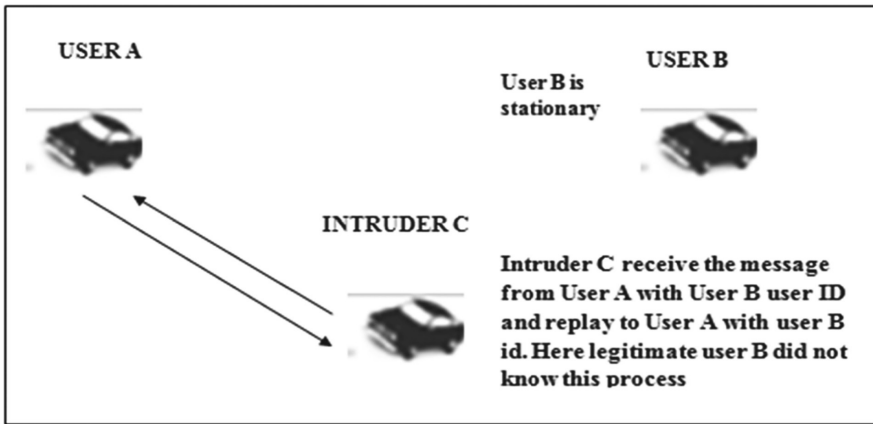 USER A
USER B
User B is
stationary
INTRUDER C
Intruder C receive the message
from User A with User B user ID
and replay to User A with user B
id. Here legitimate user B did not
know this process